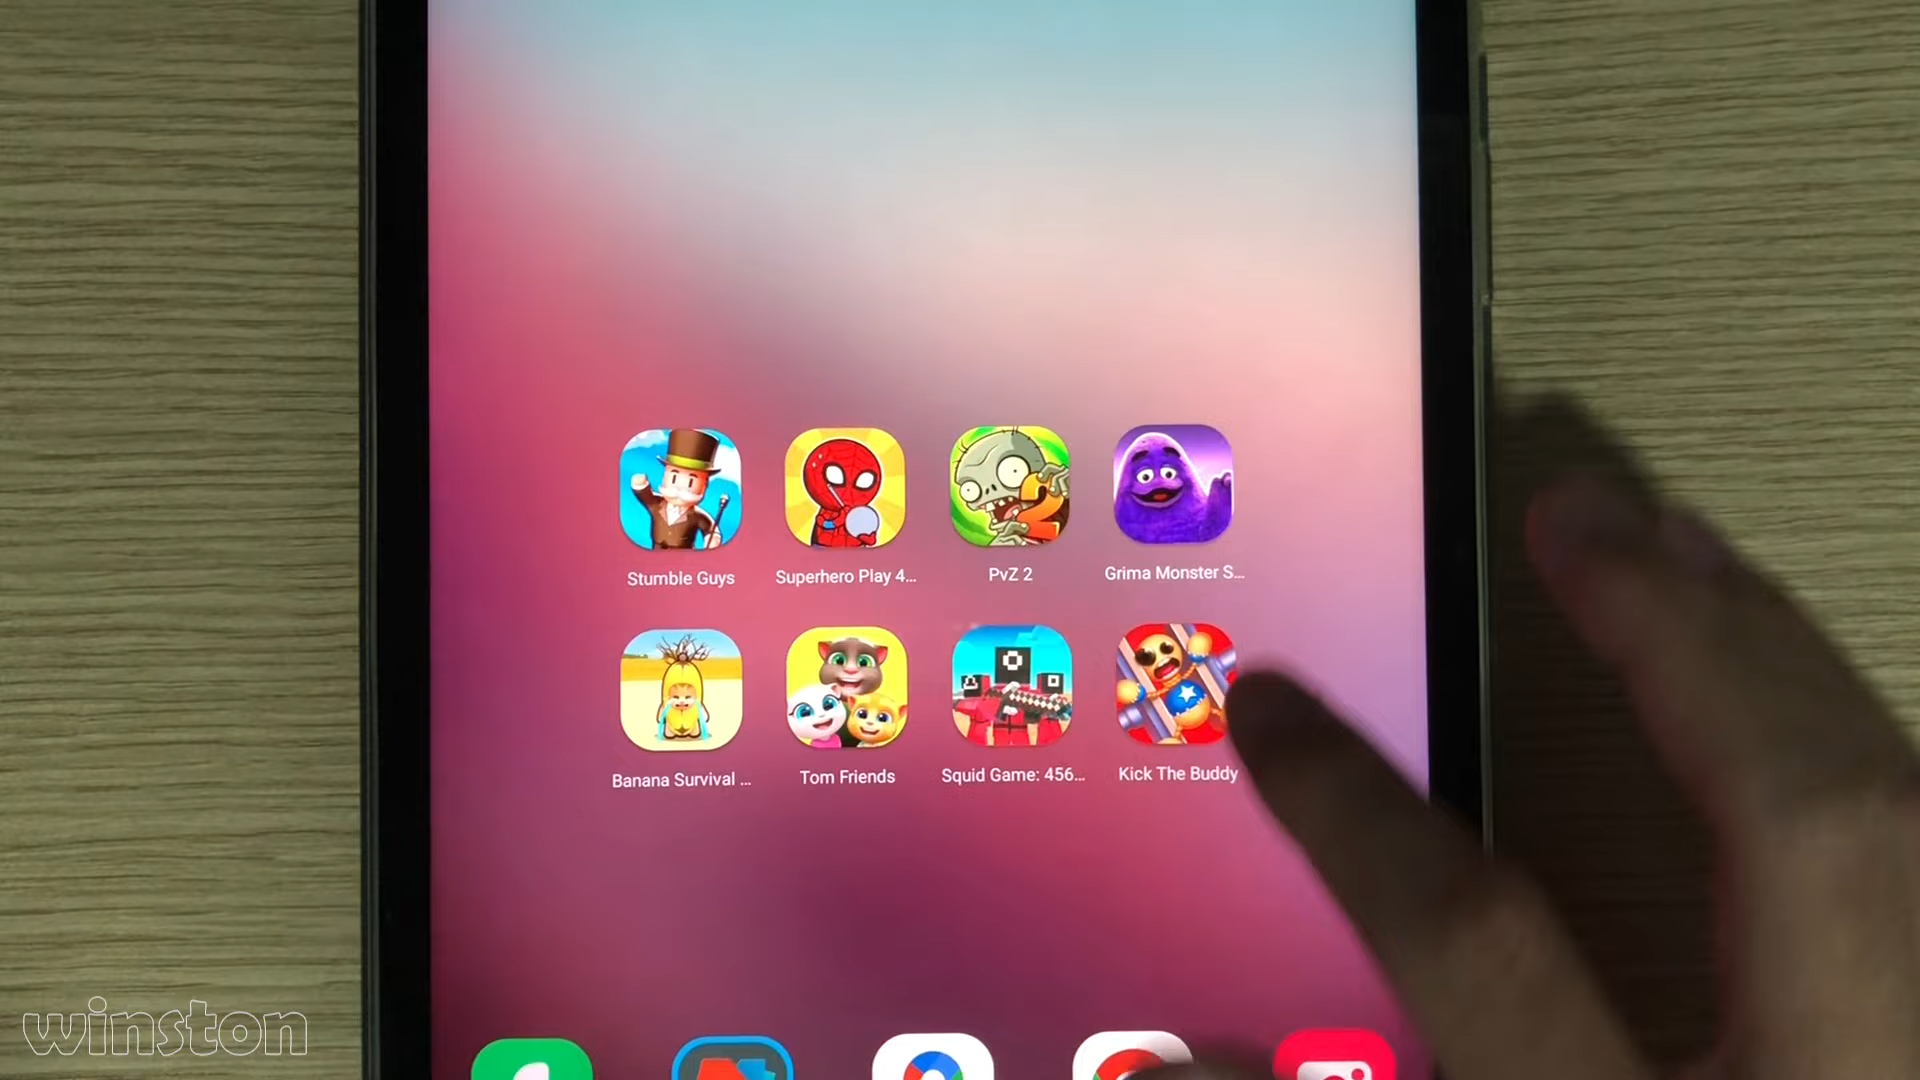 Stumble Guys
Superhero Play 4...
PvZ 2
Grima Monster S...
2
Banana Survival ...
Tom Friends
Squid Game: 456...
Kick The Buddy
winston